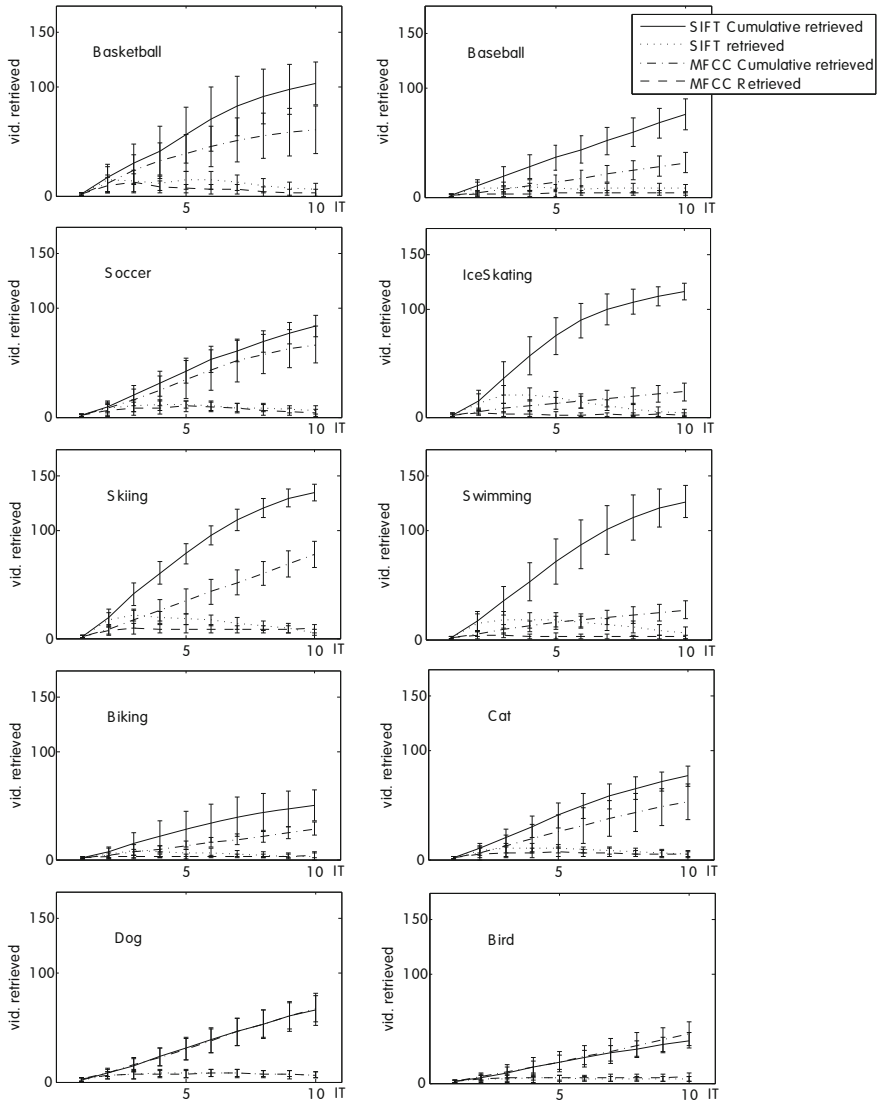 SIFT Cumulative retrieved
SIFT retrieved
MFCC Cumulative retrieved
MFCC Retrieved
vid. retrieved
150
100
0
5
10
IT
Basketball
vid. retrieved
150
100
0
5
10
IT
Baseball
vid. retrieved
150
100
0
5
10
IT
Soccer
vid. retrieved
150
100
0
5
10
IT
IceSkating
vid. retrieved
150
100
0
5
10
IT
Skiing
vid. retrieved
150
100
0
5
10
IT
Swimming
vid. retrieved
150
100
0
5
10
IT
Biking
vid. retrieved
150
100
0
5
10
IT
Cat
vid. retrieved
150
100
0
5
10
IT
Dog
vid. retrieved
150
100
0
5
10
IT
Bird